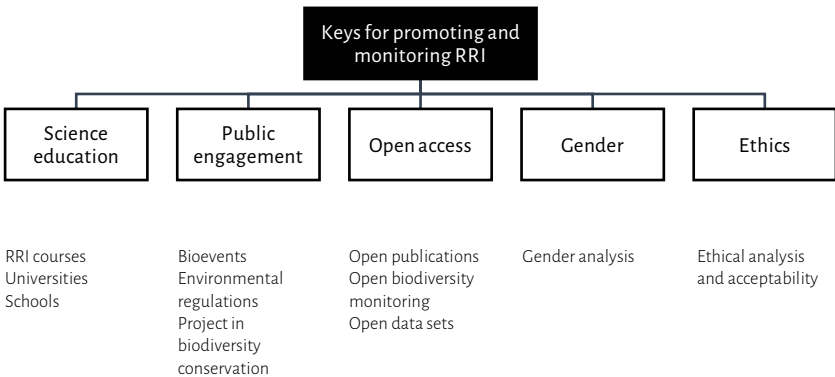 Keys for promoting and
monitoring RRI
Science
education
Public
engagement
Open access
Gender
Ethics
RRI courses
Universities
Schools
Bioevents
Environmental
regulations
Project in
biodiversity
conservation
Open publications
Open biodiversity
monitoring
Open data sets
Gender analysis
Ethical analysis
and acceptability